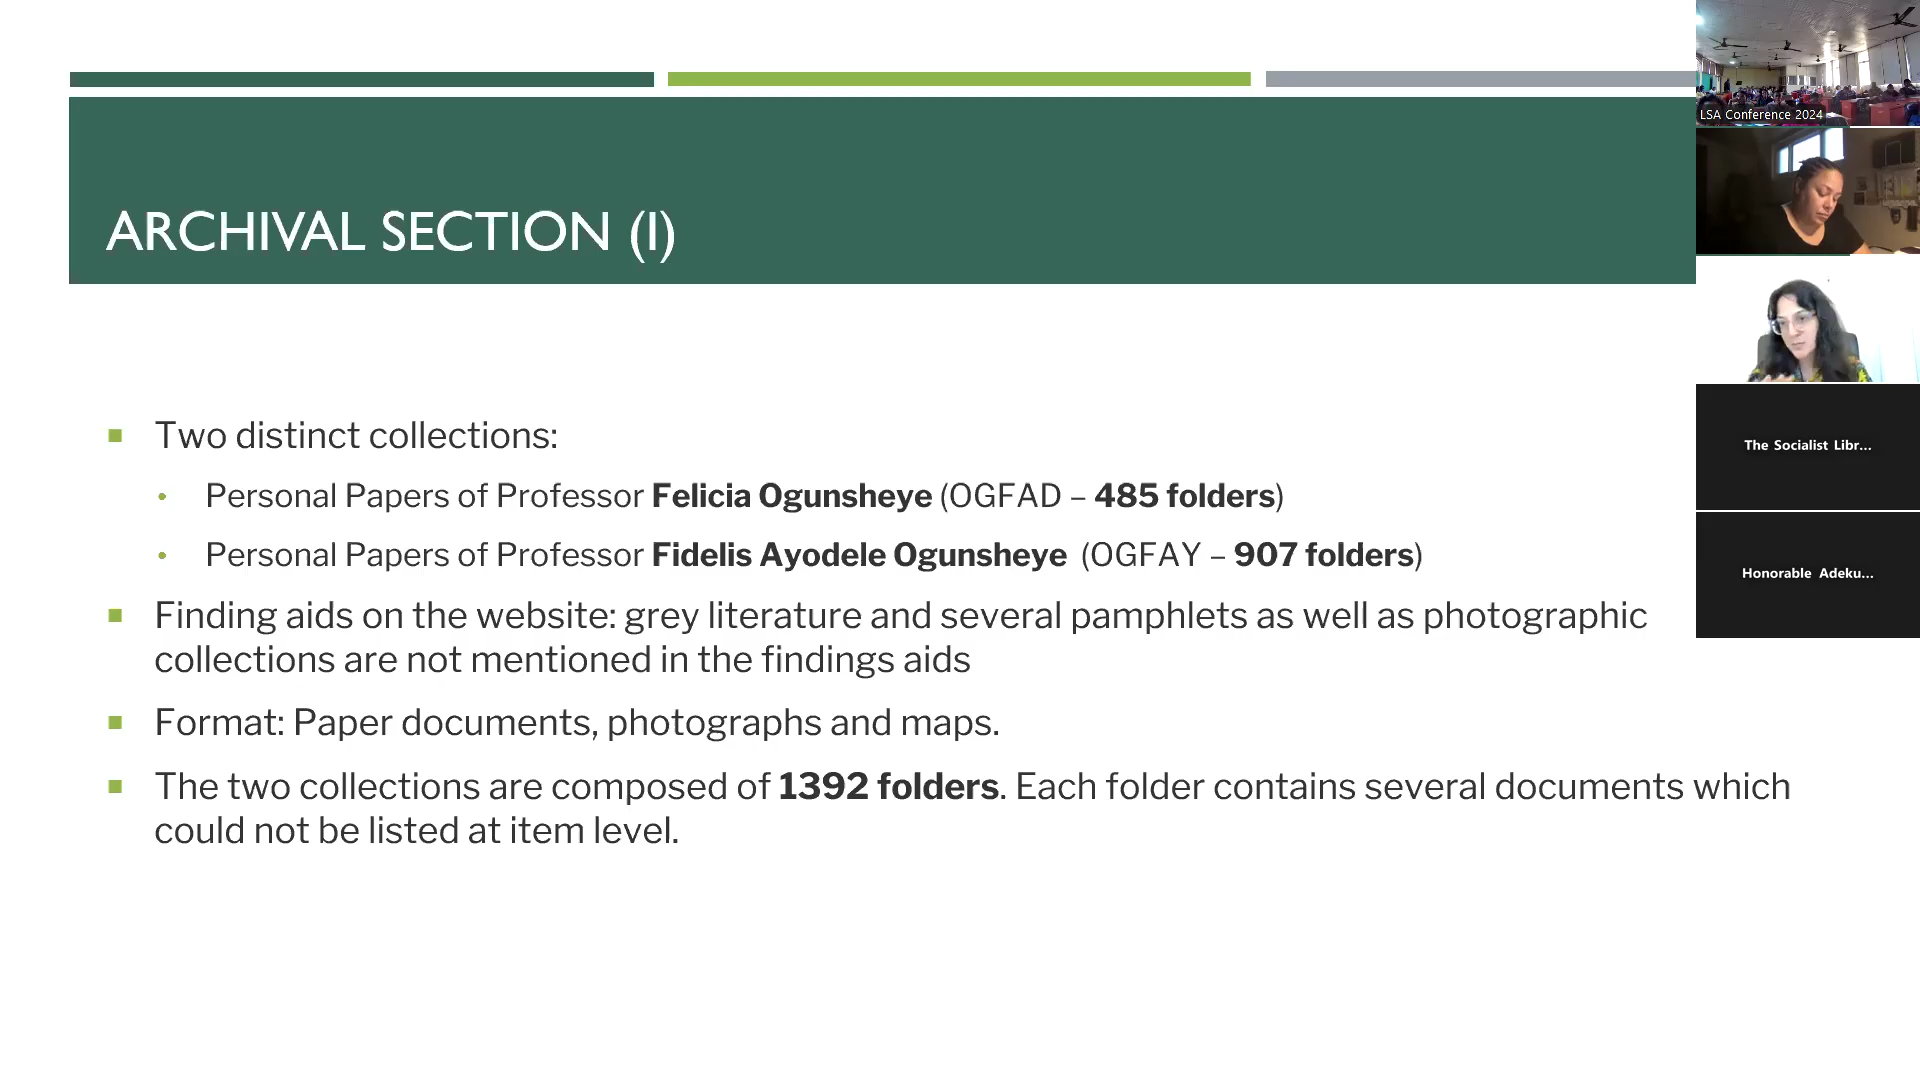 LSA Conference 2024
ARCHIVAL SECTION (I)
Two distinct collections:
Personal Papers of Professor Felicia Ogunsheye (OGFAD – 485 folders)
Personal Papers of Professor Fidelis Ayodele Ogunsheye (OGFAY – 907 folders)
Finding aids on the website: grey literature and several pamphlets as well as photographic
collections are not mentioned in the findings aids
Format: Paper documents, photographs and maps.
The two collections are composed of 1392 folders. Each folder contains several documents which
could not be listed at item level.
The Socialist Libr...
Honorable Adeku...